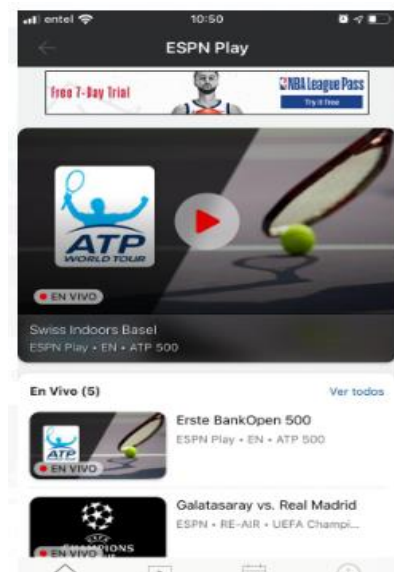 entel
10:50
ESPN Play
Free 7-Day Trial
NBA League Pass
Try it free
ATP
WORLD TOUR
EN VIVO
Swiss Indoors Basel
ESPN Play • EN • ATP 500
En Vivo (5)
Ver todos
Erste BankOpen 500
ESPN Play • EN • ATP 500
ATP
EN VIVO
Galatasaray vs. Real Madrid
ESPN • RE-AIR • UEFA Champi...
UEFA
CHAMPIONS
EN VIVO